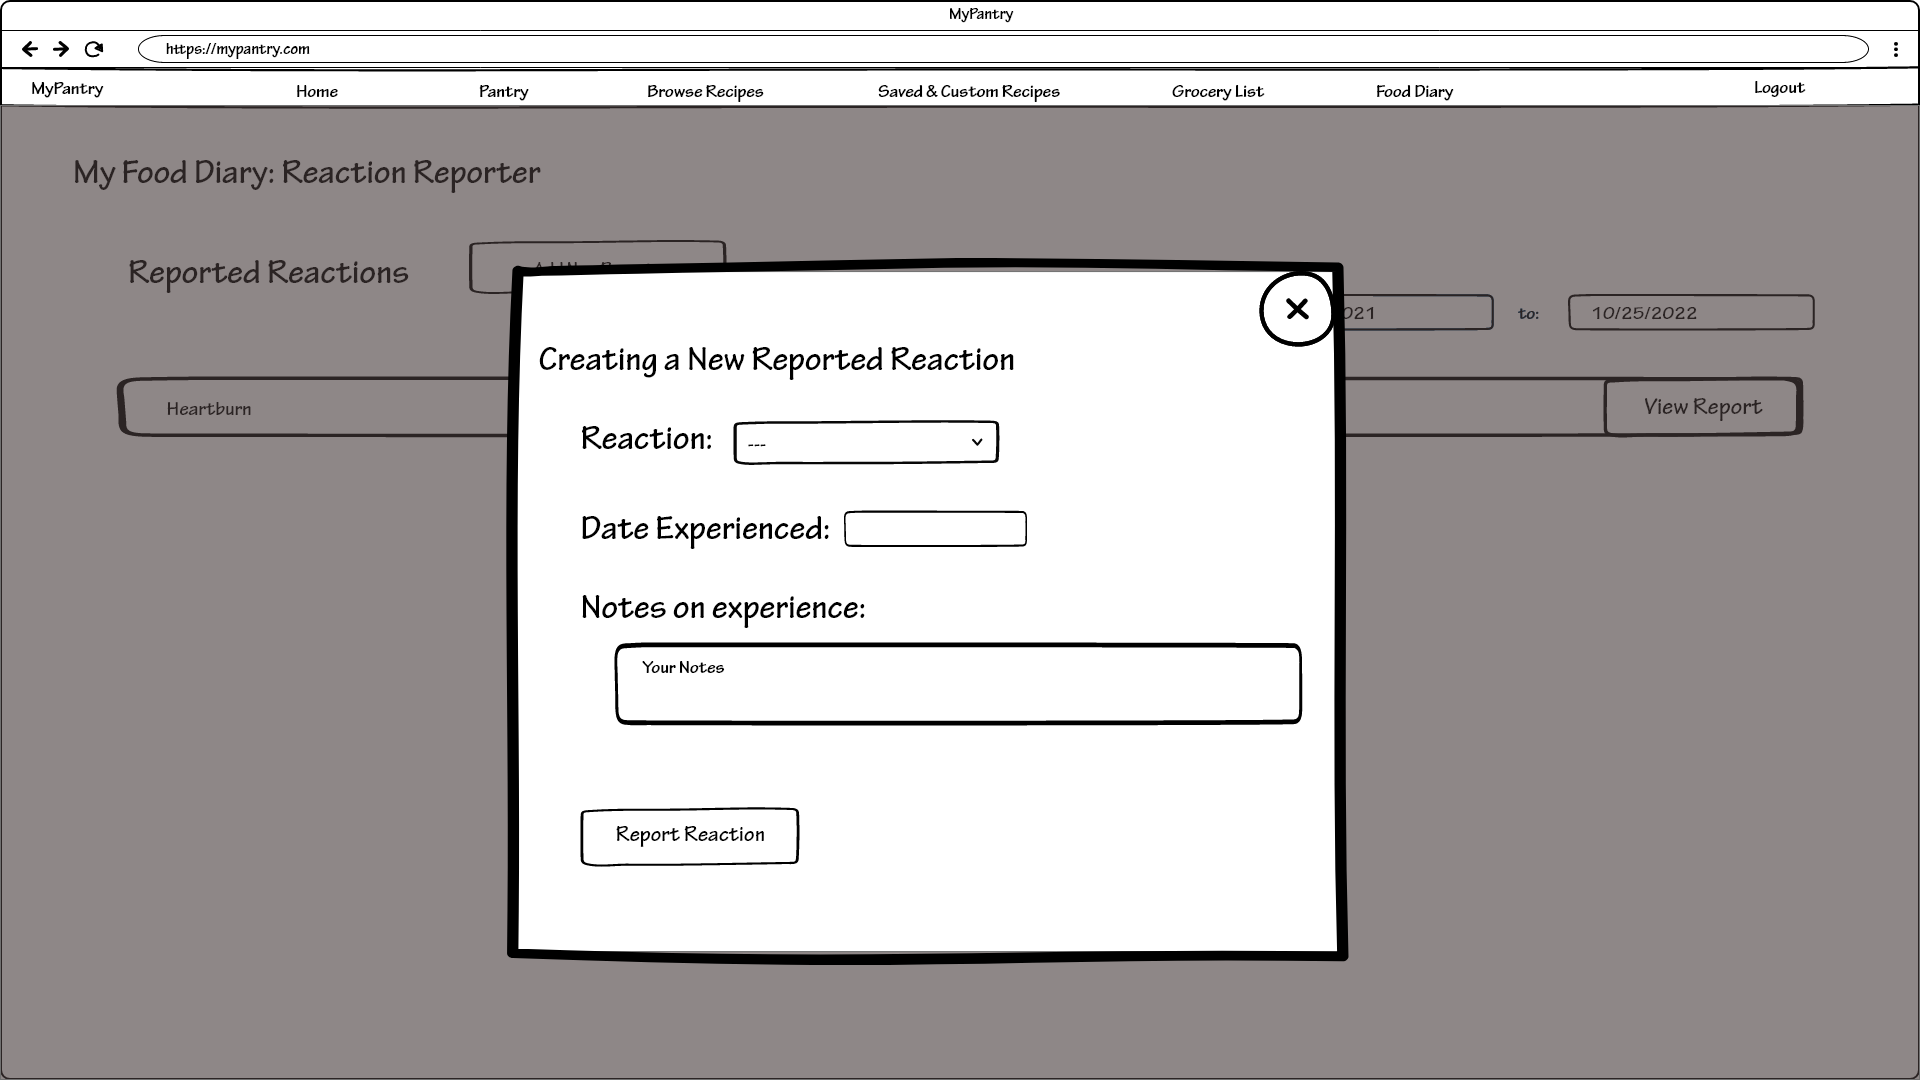 MyPantry
https://mypantry.com
MyPantry Home Pantry Browse Recipes Saved & Custom Recipes Grocery List Food Diary Logout
My Food Diary: Reaction Reporter
Reported Reactions
021 to: 10/25/2022
Heartburn View Report
Creating a New Reported Reaction
Reaction: ---
Date Experienced:
Notes on experience:
Your Notes
Report Reaction